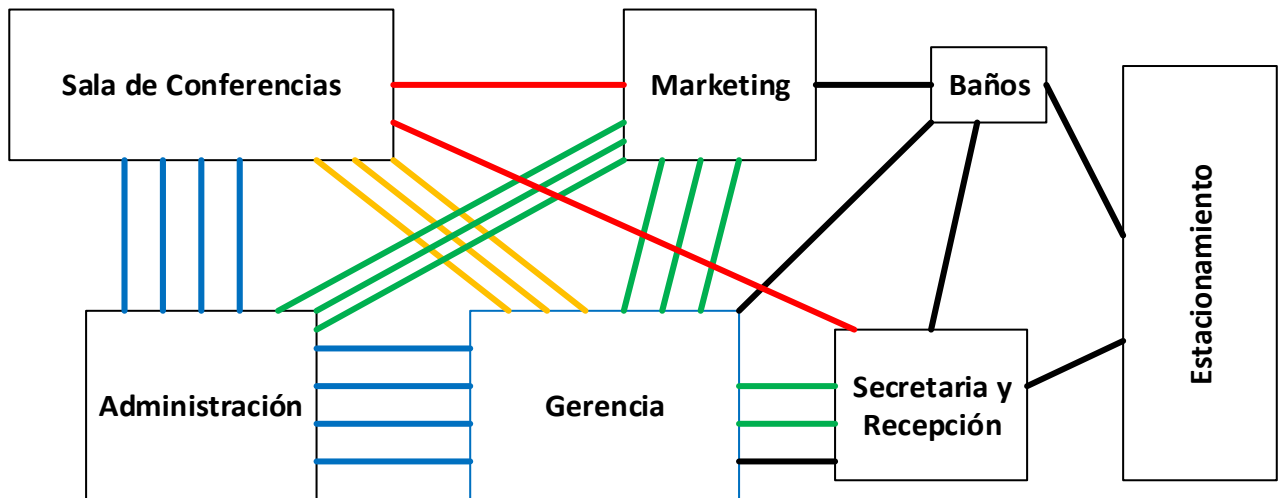 Sala de Conferencias
Marketing
Baños
Estacionamiento
Administración
Gerencia
Secretaria y
Recepción